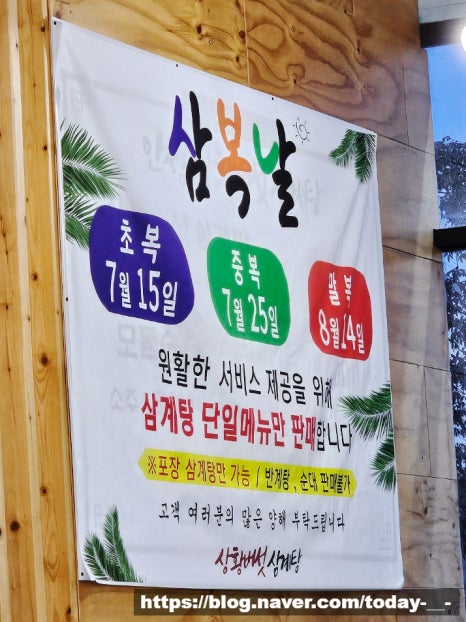 삼복날
초복
7월 15일
중복
7월 25일
말복
8월 14일
원활한 서비스 제공을 위해
삼계탕 단일메뉴만 판매합니다
※포장 삼계탕만 가능 / 반계탕, 순대 판매불가
고객 여러분의 많은 양해 부탁드립니다
상황버섯삼계탕
https://blog.naver.com/today-__-